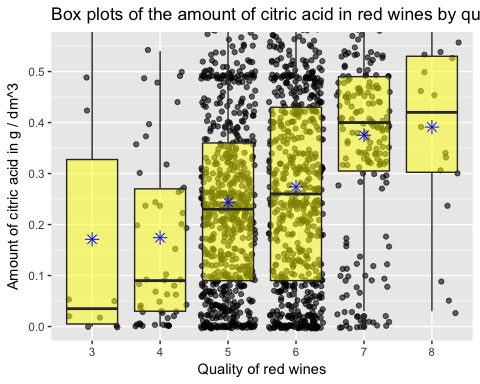 Box plots of the amount of citric acid in red wines by qu
Amount of citric acid in g / dm^3
0.5
0.4
0.3
0.2
0.1
0.0
3 4 5 6 7 8
Quality of red wines